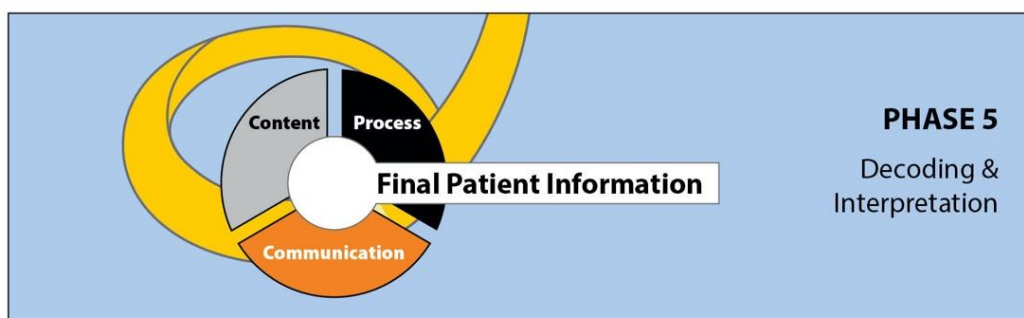 Content
Process
Final Patient Information
Communication
PHASE 5
Decoding &
Interpretation